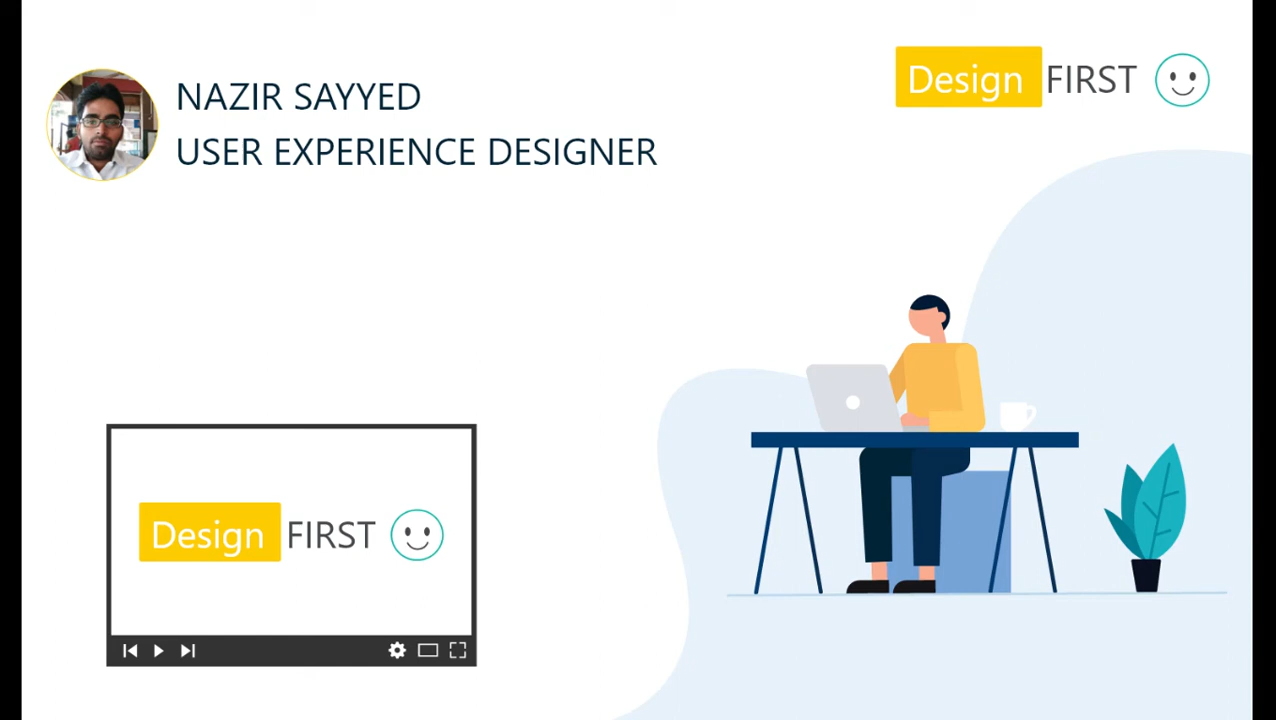 NAZIR SAYYED
USER EXPERIENCE DESIGNER
Design FIRST
Design FIRST